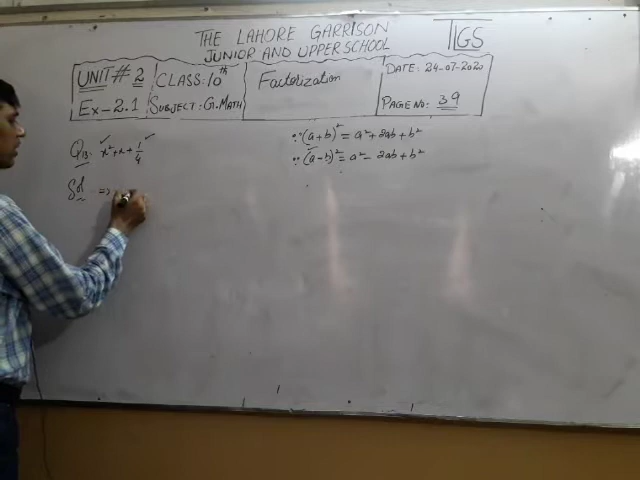 THE LAHORE GARRISON
JUNIOR AND UPPER SCHOOL
TIGS
UNIT # 2
Ex-2.1
CLASS: 10th
SUBJECT: G.MATH
Factorization
DATE: 24-07-2020
PAGE NO: 39
Q13. x² + x + 1/4
Sol =>
∵ (a+b)² = a² + 2ab + b²
∵ (a-b)² = a² - 2ab + b²